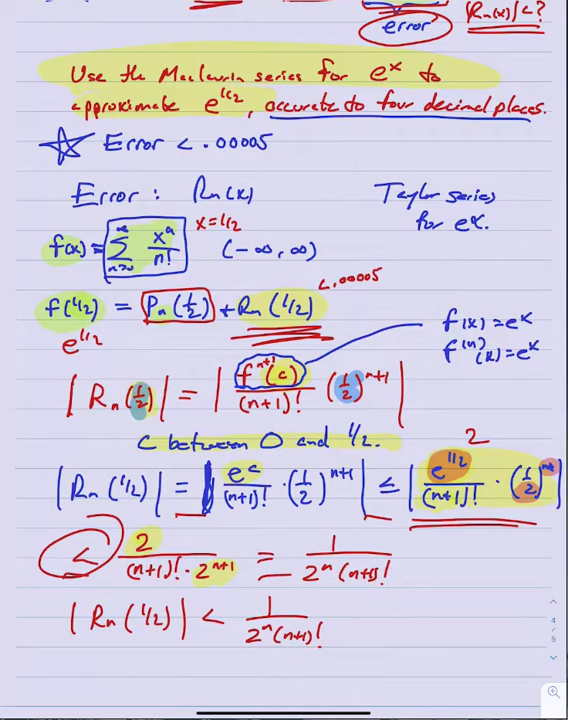 error
|Rn(x)| < ?
Use the Maclaurin series for e^x to
approximate e^1/2, accurate to four decimal places.
☆ Error < .00005
Error: Rn(x)
Taylor series
for e^x.
x = 1/2
f(x) = ∑ n=0 ∞ x^n/n! (-∞, ∞)
< .00005
f(1/2) = Pn(1/2) + Rn(1/2)
e^1/2
f(x) = e^x
f^(n)(x) = e^x
|Rn(1/2)| = |f^n+1(c)/(n+1)! (1/2)^n+1|
c between 0 and 1/2.
2
|Rn(1/2)| = |e^c/(n+1)! · (1/2)^n+1| ≤ |e^1/2/(n+1)! · (1/2)^n+1|
< 2/(n+1)! · 2^n+1 = 1/2^n (n+1)!
|Rn(1/2)| < 1/2^n (n+1)!
4
/
5